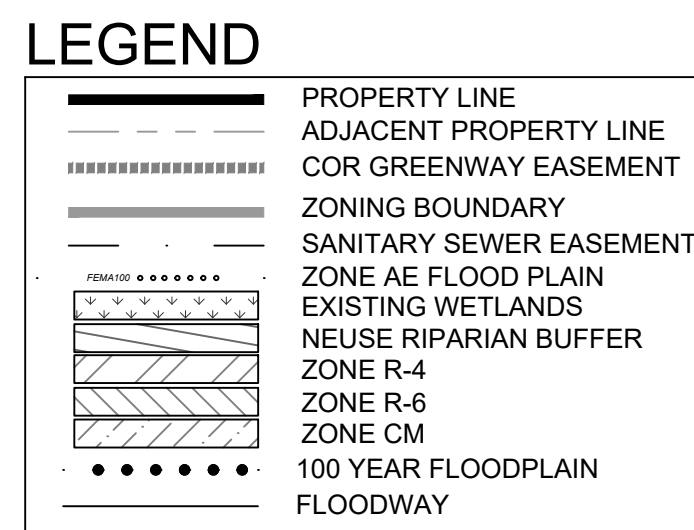 LEGEND
PROPERTY LINE
ADJACENT PROPERTY LINE
COR GREENWAY EASEMENT
ZONING BOUNDARY
SANITARY SEWER EASEMENT
FEMA100 ZONE AE FLOOD PLAIN
EXISTING WETLANDS
NEUSE RIPARIAN BUFFER
ZONE R-4
ZONE R-6
ZONE CM
100 YEAR FLOODPLAIN
FLOODWAY